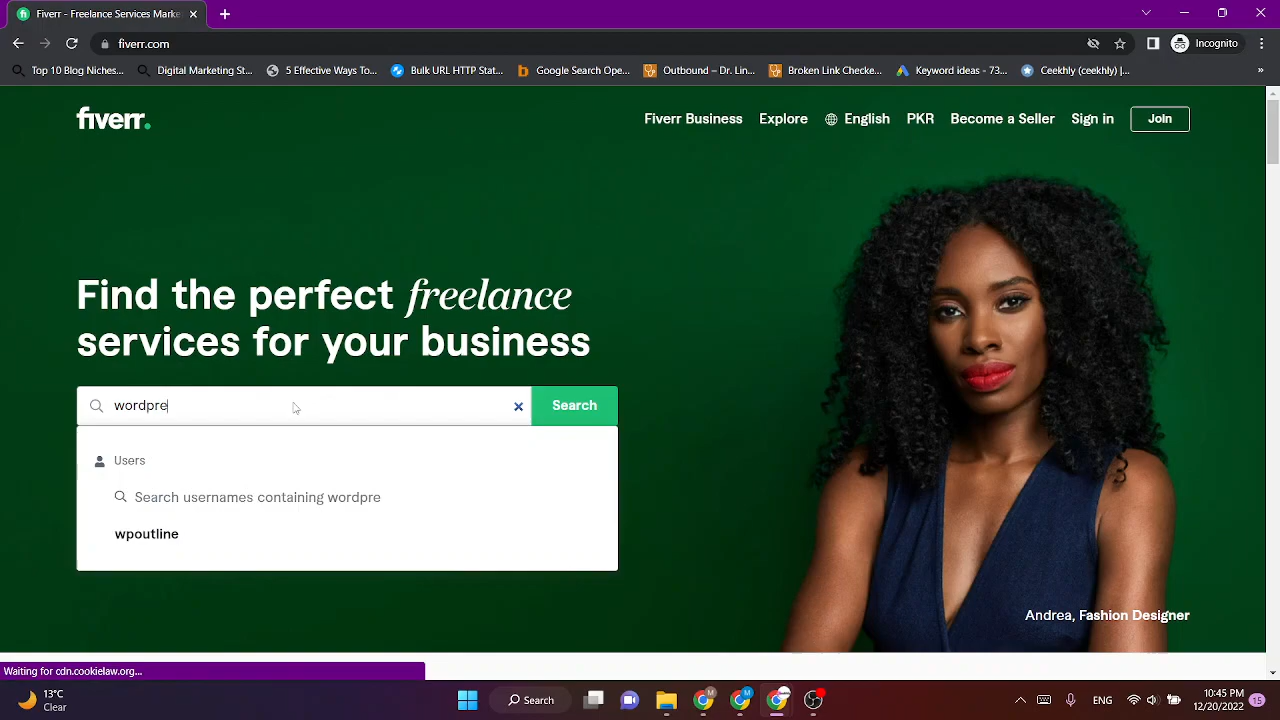 Fiverr - Freelance Services Marke
fiverr.com
Incognito
Top 10 Blog Niches...
Digital Marketing St...
5 Effective Ways To...
Bulk URL HTTP Stat...
Google Search Ope...
Outbound – Dr. Lin...
Broken Link Checke...
Keyword ideas - 73...
Ceekhly (@ceekhly) |...
»
fiverr.
Fiverr Business
Explore
English
PKR
Become a Seller
Sign in
Join
Find the perfect freelance
services for your business
wordpre
Search
Users
Search usernames containing wordpre
wpoutline
Andrea, Fashion Designer
Waiting for cdn.cookielaw.org...
13°C
Clear
Search
M
M
ENG
10:45 PM
12/20/2022
15